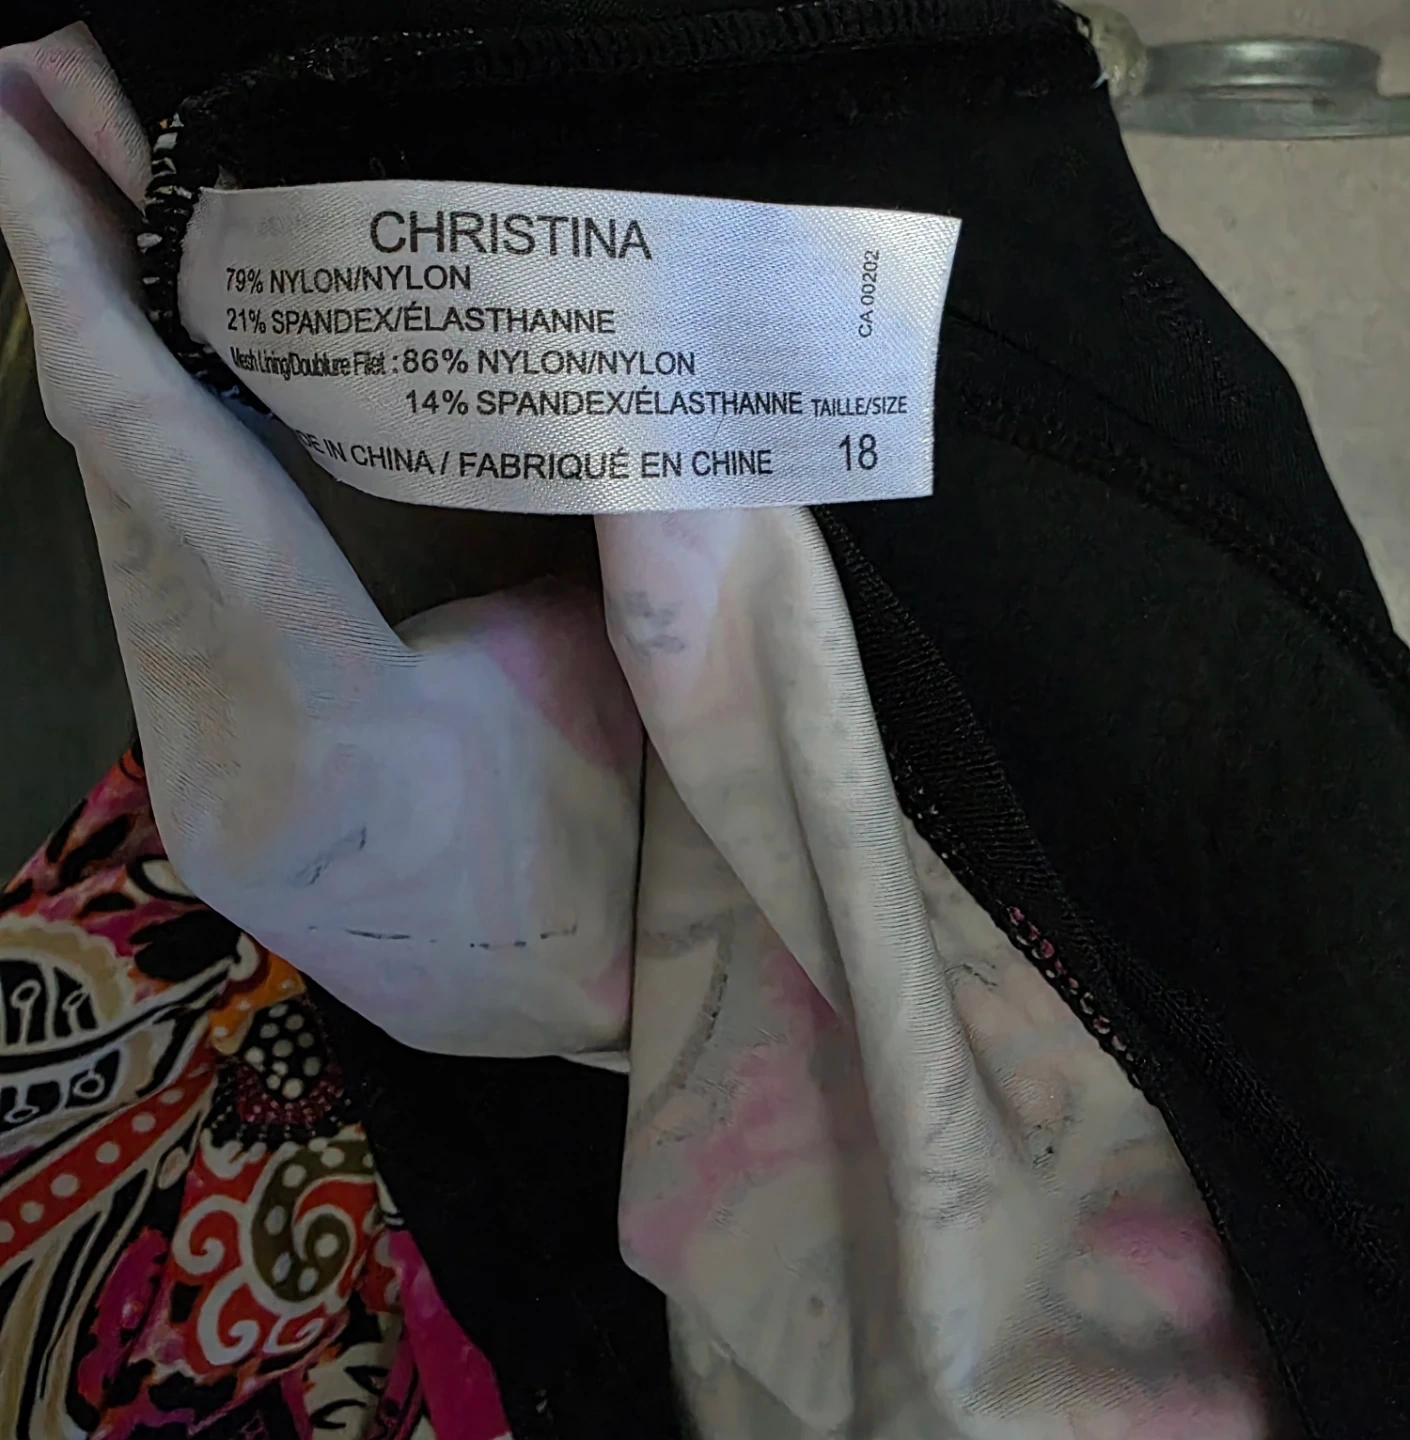 CHRISTINA
79% NYLON/NYLON
21% SPANDEX/ÉLASTHANNE
Mesh Lining/Doublure Filet : 86% NYLON/NYLON
14% SPANDEX/ÉLASTHANNE
IN CHINA / FABRIQUÉ EN CHINE
TAILLE/SIZE
18
CA 00202